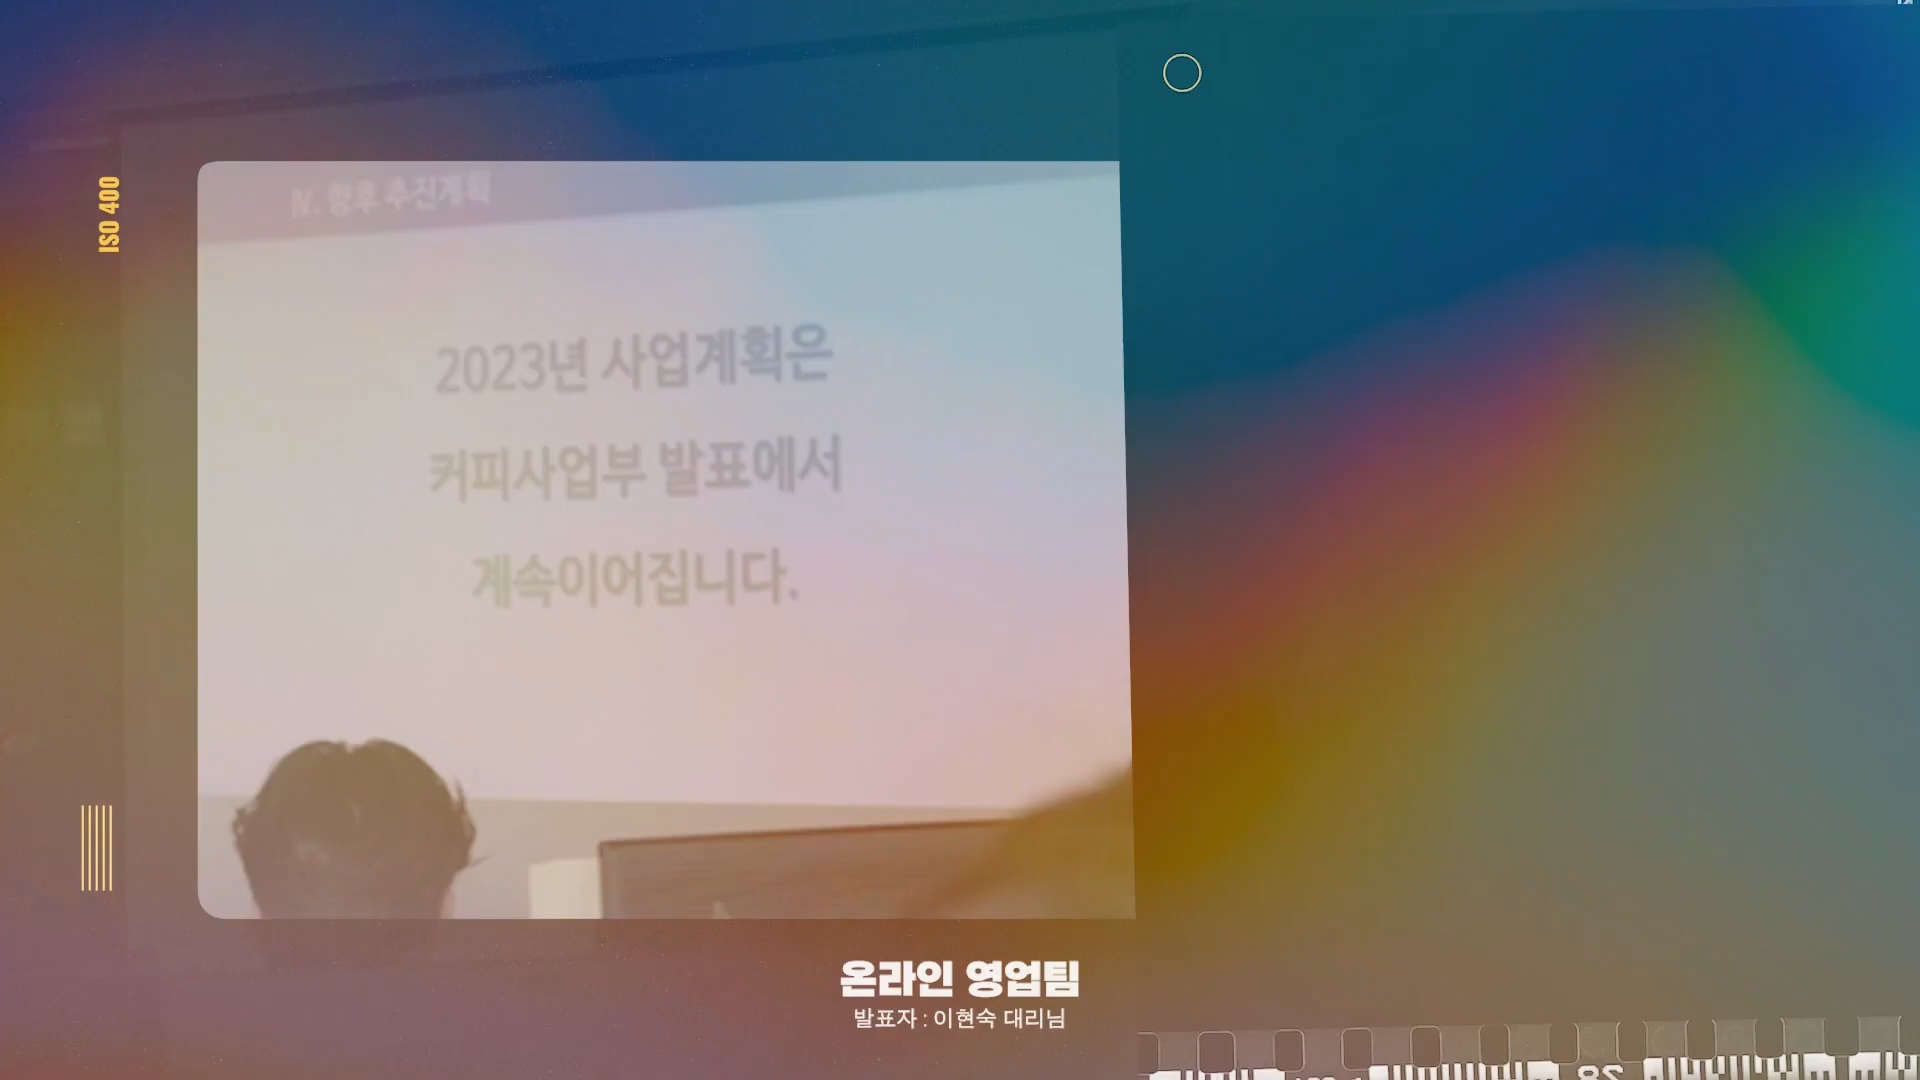 ISO 400
Ⅳ. 향후 추진계획
2023년 사업계획은
커피사업부 발표에서
계속이어집니다.
온라인 영업팀
발표자 : 이현숙 대리님